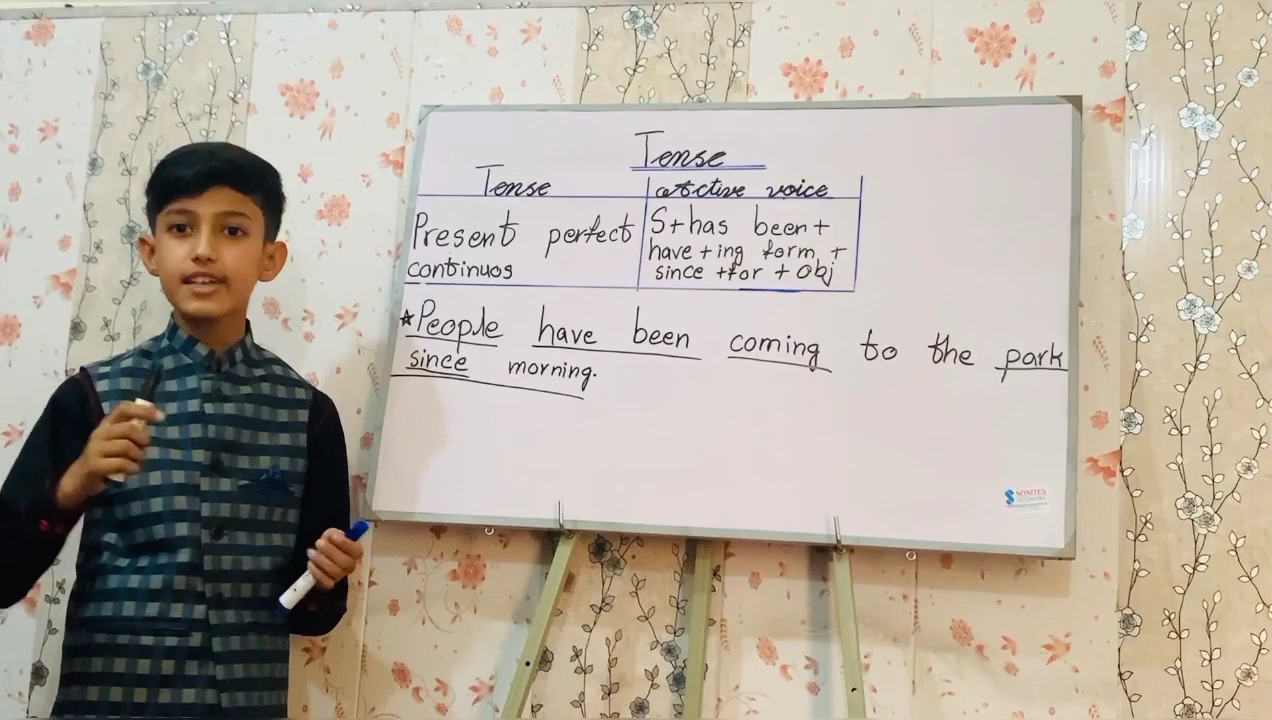 Tense
Tense
active voice
Present perfect
continuos
S+has been+
have +ing form +
since +for + obj
*People have been coming to the park
since morning.
SONITEX